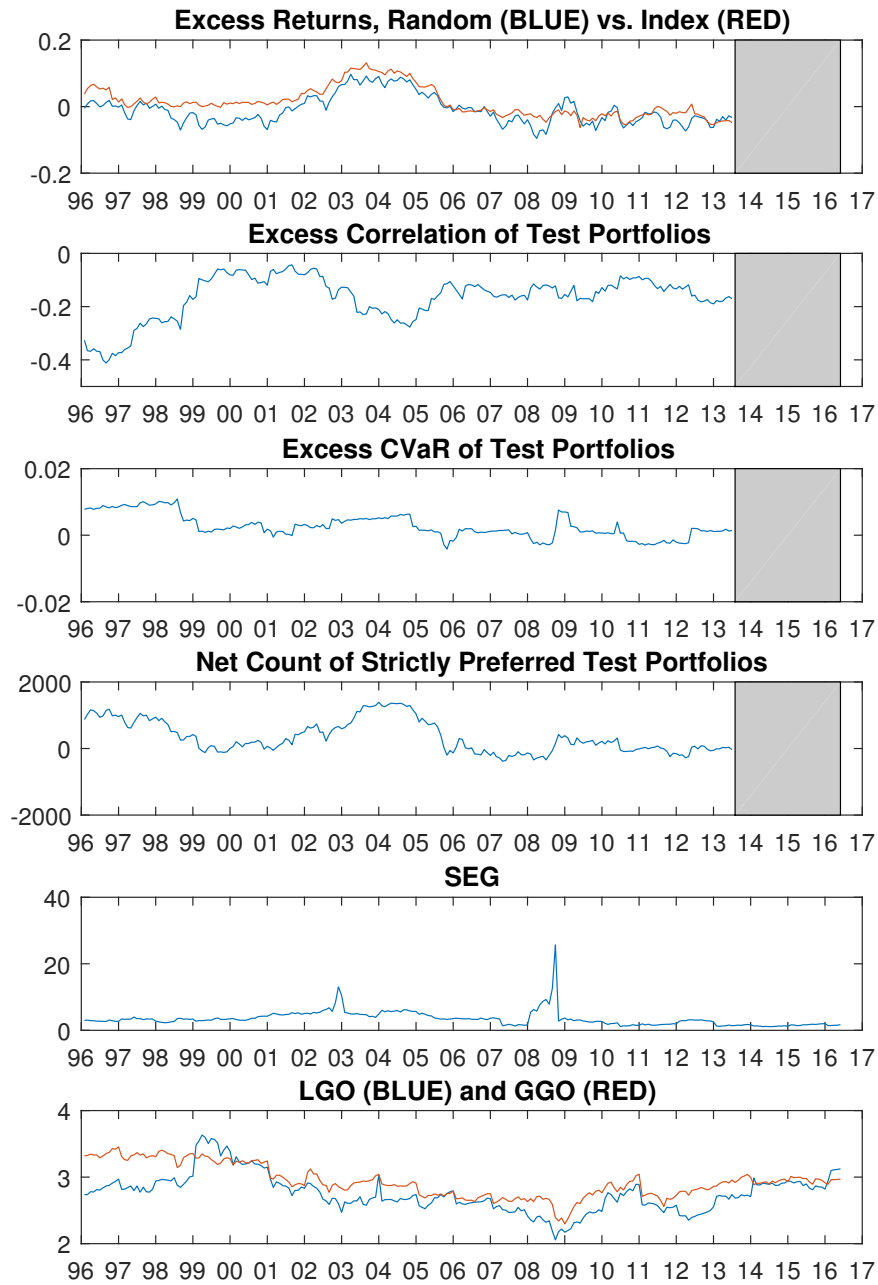 Excess Returns, Random (BLUE) vs. Index (RED)
0.2
0
-0.2
96 97 98 99 00 01 02 03 04 05 06 07 08 09 10 11 12 13 14 15 16 17
Excess Correlation of Test Portfolios
0
-0.2
-0.4
96 97 98 99 00 01 02 03 04 05 06 07 08 09 10 11 12 13 14 15 16 17
Excess CVaR of Test Portfolios
0.02
0
-0.02
96 97 98 99 00 01 02 03 04 05 06 07 08 09 10 11 12 13 14 15 16 17
Net Count of Strictly Preferred Test Portfolios
2000
0
-2000
96 97 98 99 00 01 02 03 04 05 06 07 08 09 10 11 12 13 14 15 16 17
SEG
40
20
0
96 97 98 99 00 01 02 03 04 05 06 07 08 09 10 11 12 13 14 15 16 17
LGO (BLUE) and GGO (RED)
4
3
2
96 97 98 99 00 01 02 03 04 05 06 07 08 09 10 11 12 13 14 15 16 17